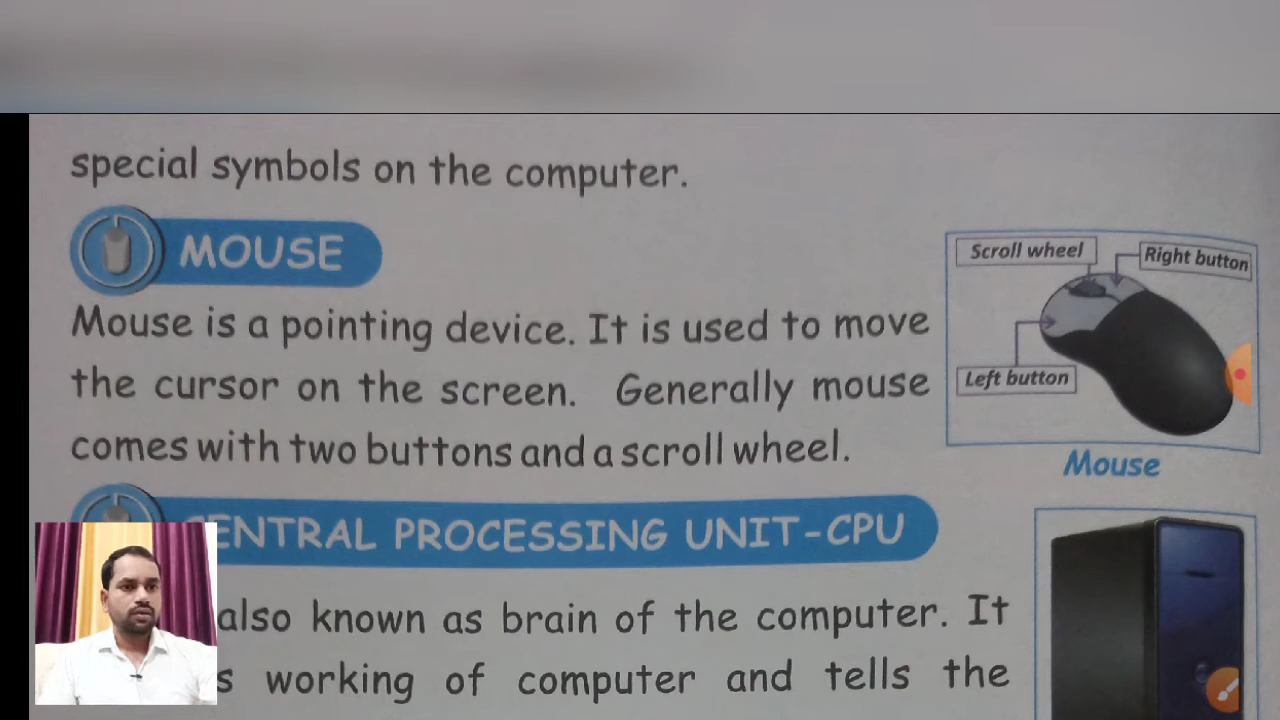 special symbols on the computer.
MOUSE
Mouse is a pointing device. It is used to move
the cursor on the screen. Generally mouse
comes with two buttons and a scroll wheel.
Scroll wheel
Right button
Left button
Mouse
CENTRAL PROCESSING UNIT-CPU
also known as brain of the computer. It
working of computer and tells the